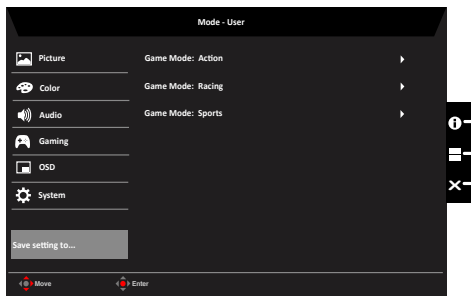 Mode - User
Picture
Game Mode: Action
Color
Game Mode: Racing
Audio
Game Mode: Sports
Gaming
OSD
System
Save setting to...
Move
Enter